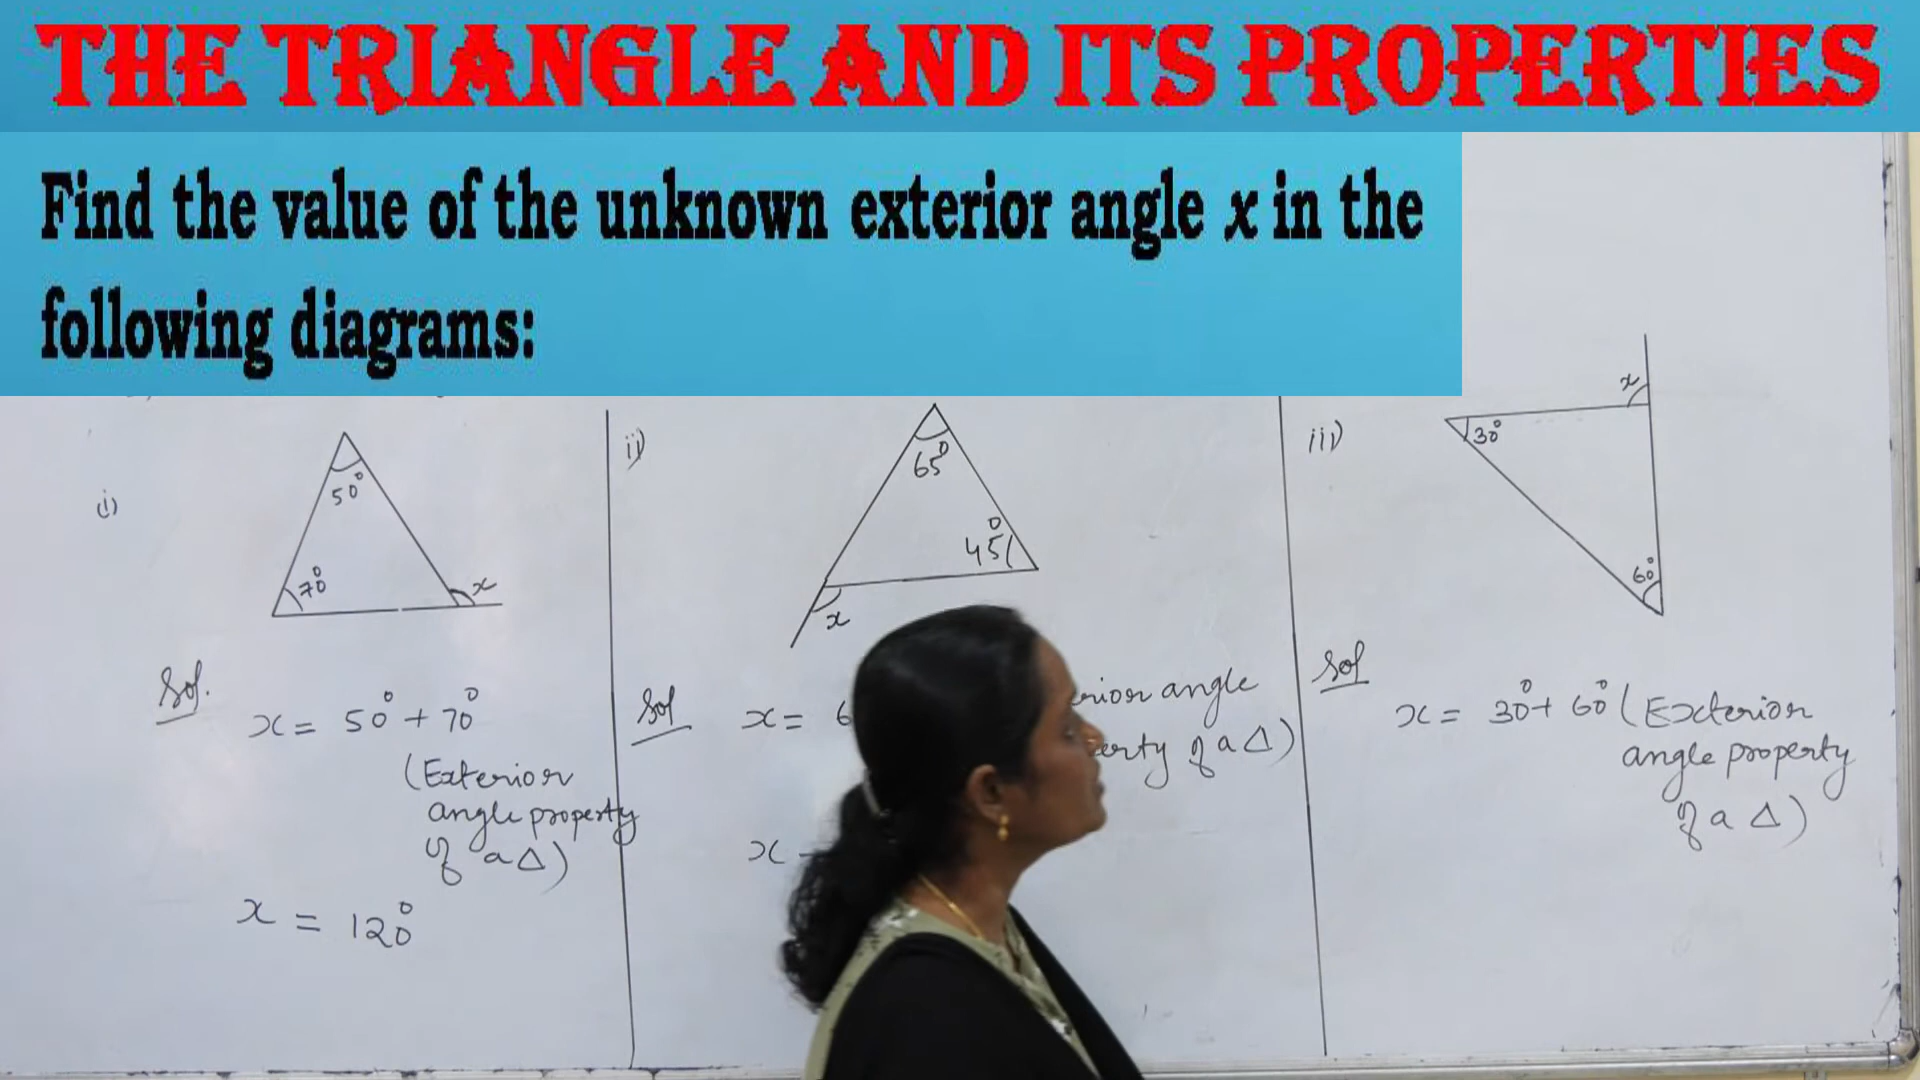 THE TRIANGLE AND ITS PROPERTIES
Find the value of the unknown exterior angle x in the
following diagrams:
(i)
50°
70°
x
Sol.
x = 50° + 70°
(Exterior
angle property
of a Δ)
x = 120°
ii)
65°
45°
x
Sol
x = 6
rior angle
erty of a Δ)
x
iii)
x
30°
60°
Sol
x = 30° + 60° (Exterior
angle property
of a Δ)